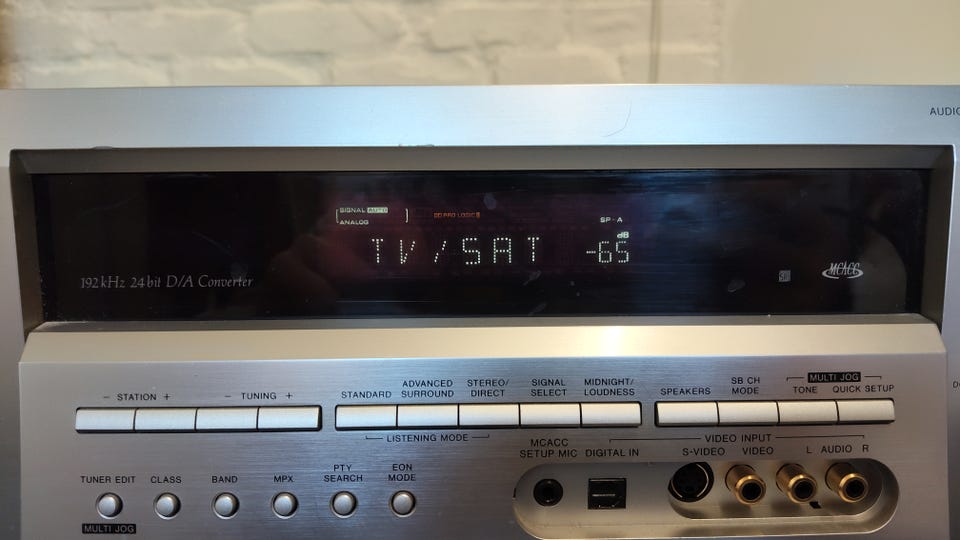 AUDIO
SIGNAL AUTO
ANALOG
PRO LOGIC II
SP-A
dB
TV/SAT -65
192kHz 24 bit D/A Converter
MCACC
- STATION +
- TUNING +
STANDARD
ADVANCED
SURROUND
STEREO/
DIRECT
SIGNAL
SELECT
MIDNIGHT/
LOUDNESS
SPEAKERS
SB CH
MODE
MULTI JOG
TONE
QUICK SETUP
LISTENING MODE
TUNER EDIT
CLASS
BAND
MPX
PTY
SEARCH
EON
MODE
MULTI JOG
MCACC
SETUP MIC
DIGITAL IN
VIDEO INPUT
S-VIDEO
VIDEO
L AUDIO R